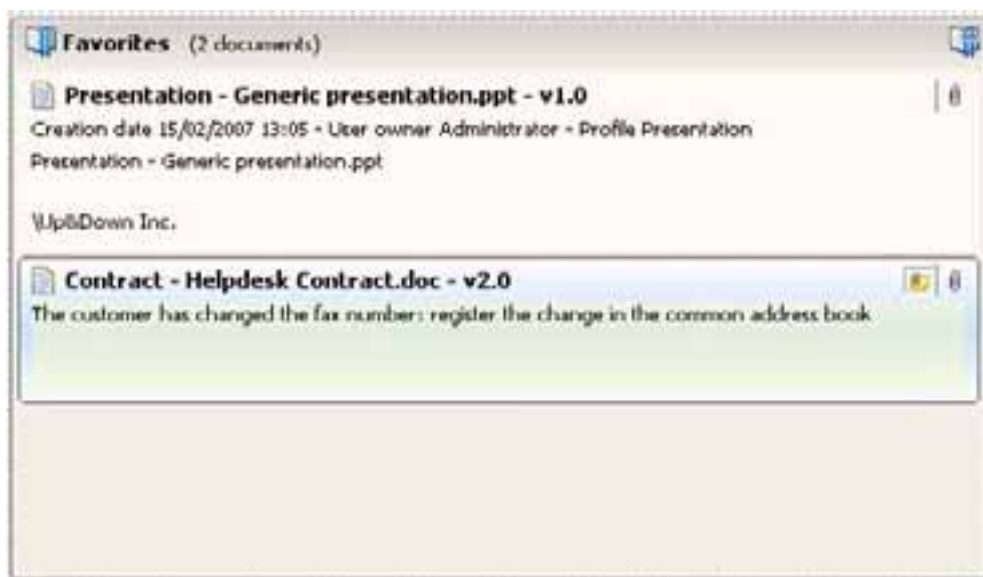 Favorites (2 documents)
Presentation - Generic presentation.ppt - v1.0
Creation date 15/02/2007 13:05 - User owner Administrator - Profile Presentation
Presentation - Generic presentation.ppt
\Up&Down Inc.
Contract - Helpdesk Contract.doc - v2.0
The customer has changed the fax number: register the change in the common address book